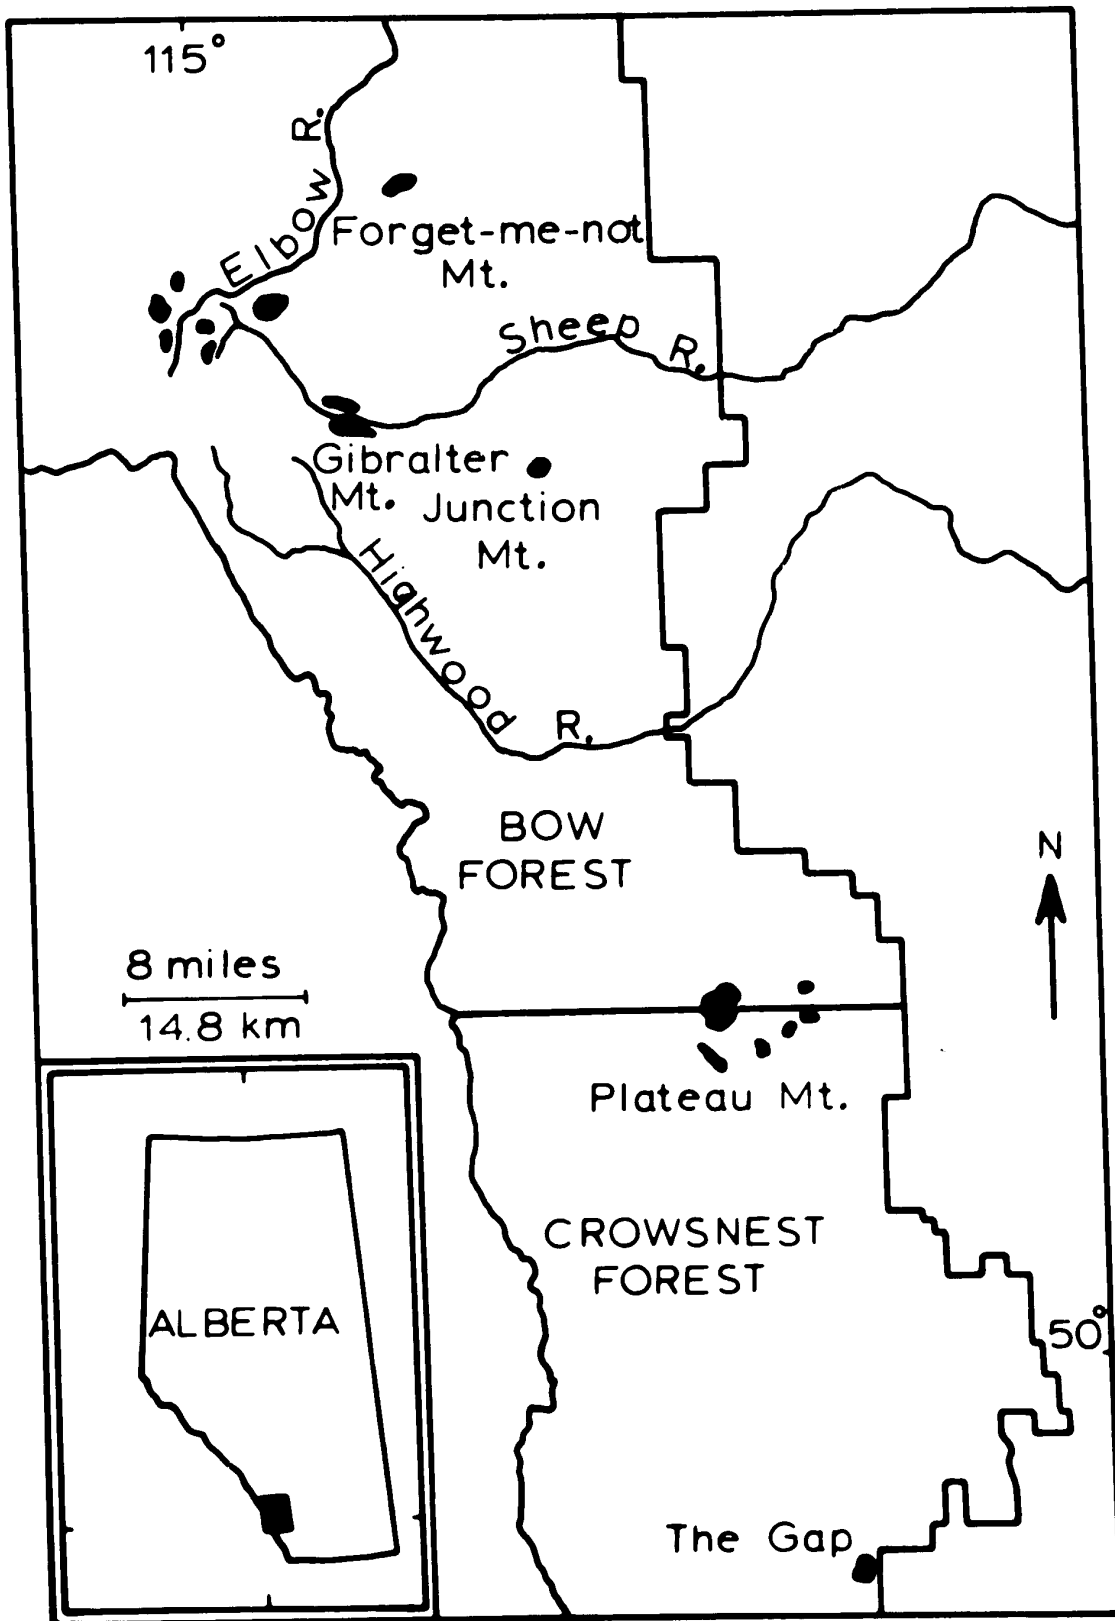 115°
Elbow R.
Forget-me-not
Mt.
Sheep R.
Gibralter
Mt.
Junction
Mt.
Highwood R.
BOW
FOREST
N
8 miles
14.8 km
Plateau Mt.
CROWSNEST
FOREST
ALBERTA
50°
The Gap